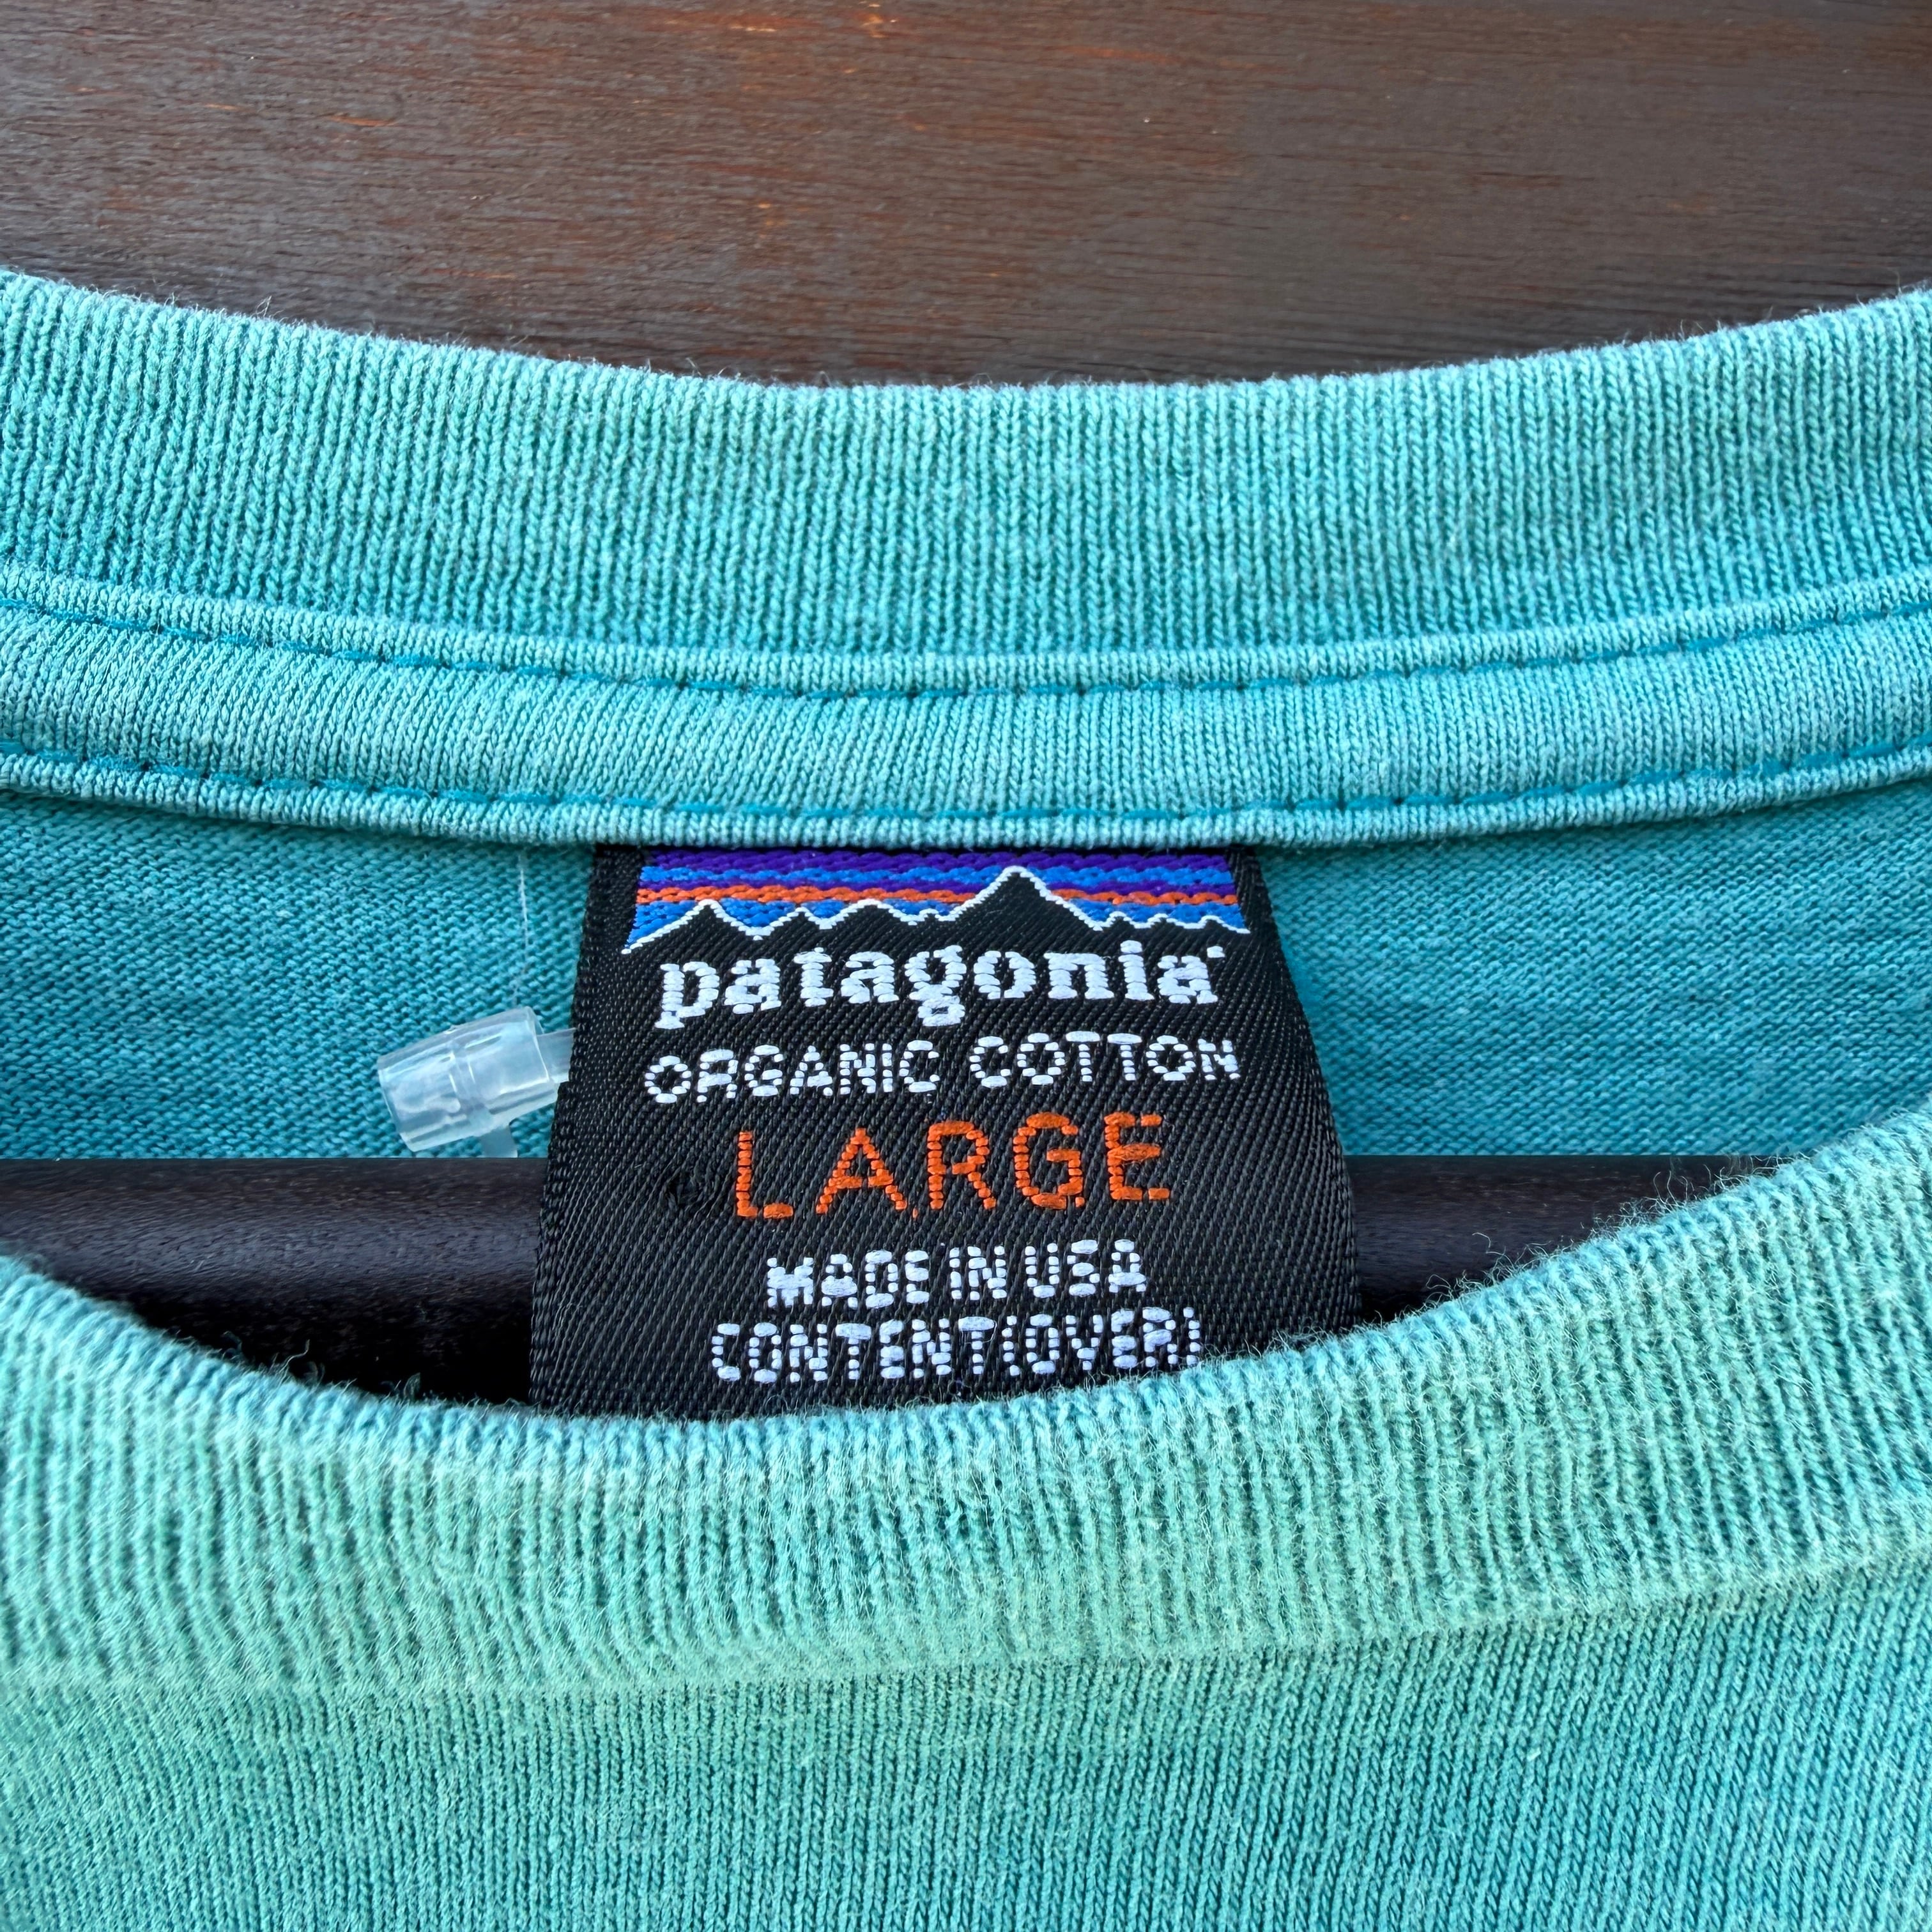 patagonia
ORGANIC COTTON
LARGE
MADE IN USA
CONTENT (OVER)